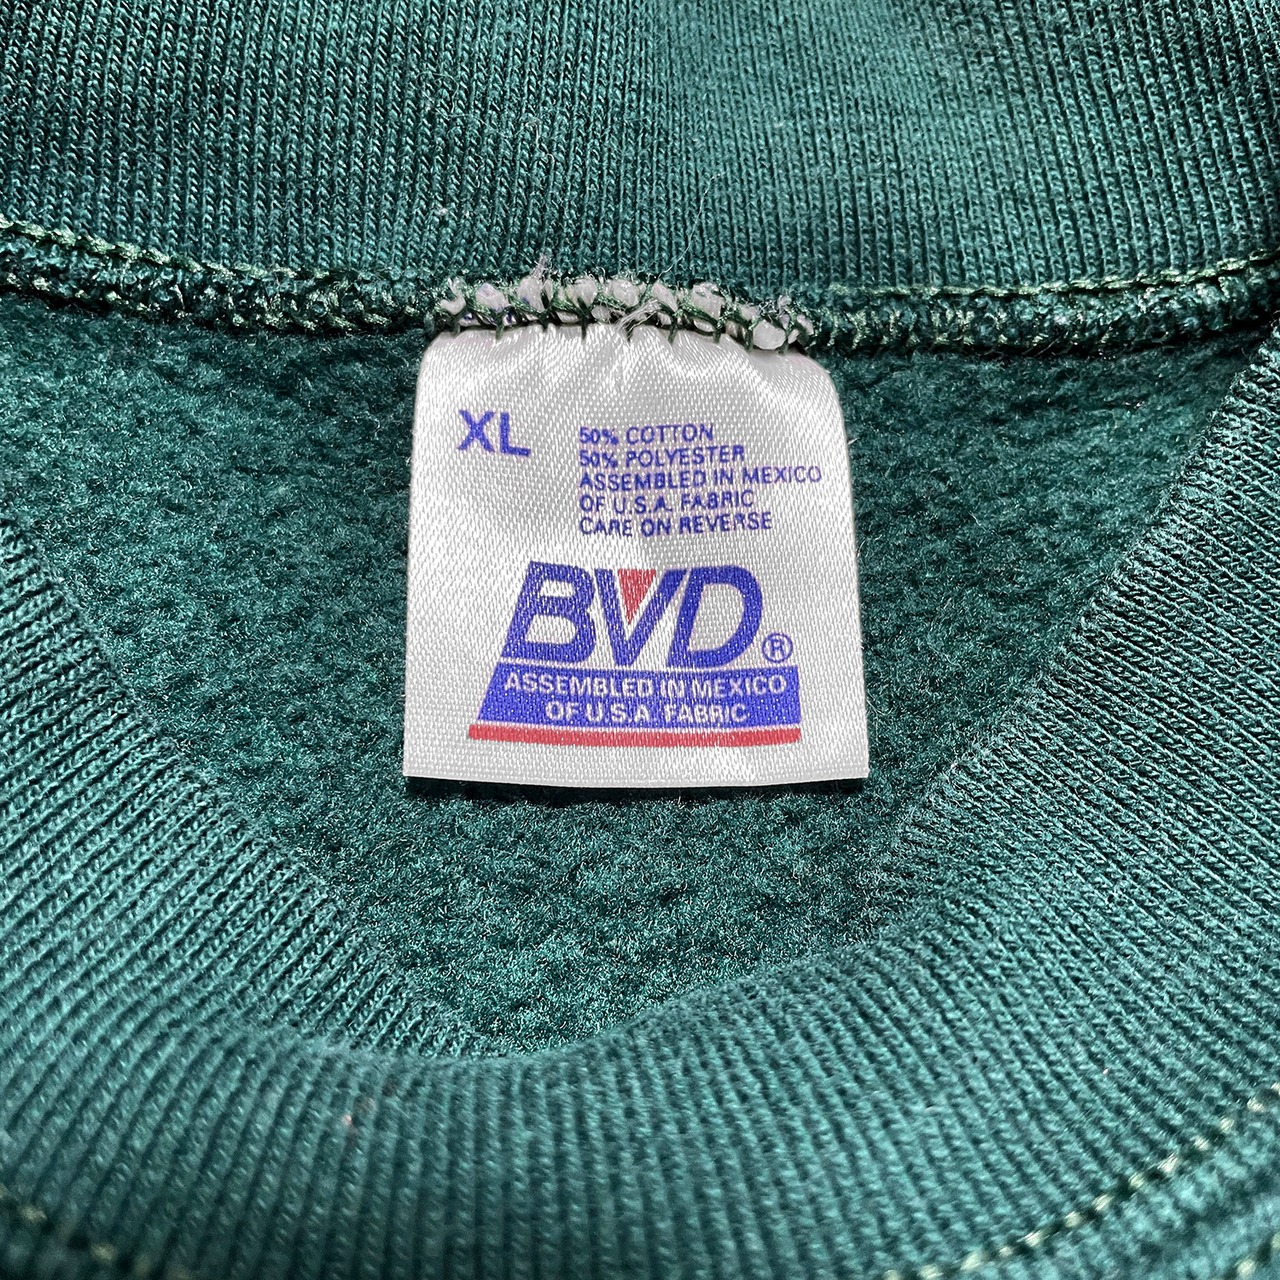 XL
50% COTTON
50% POLYESTER
ASSEMBLED IN MEXICO
OF U.S.A. FABRIC
CARE ON REVERSE
BVD®
ASSEMBLED IN MEXICO
OF U.S.A. FABRIC